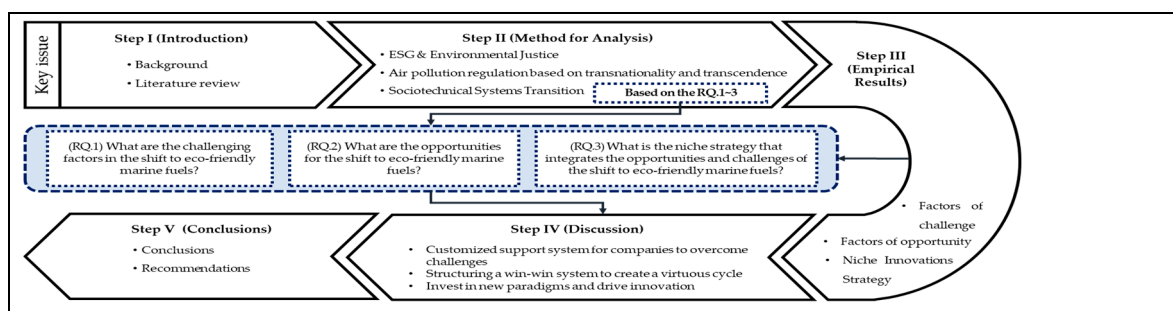 Key issue
Step I (Introduction)
• Background
• Literature review
Step II (Method for Analysis)
• ESG & Environmental Justice
• Air pollution regulation based on transnationality and transcendence
• Sociotechnical Systems Transition
Based on the RQ.1~3
Step III
(Empirical
Results)
(RQ.1) What are the challenging
factors in the shift to eco-friendly
marine fuels?
(RQ.2) What are the opportunities
for the shift to eco-friendly marine
fuels?
(RQ.3) What is the niche strategy that
integrates the opportunities and challenges of
the shift to eco-friendly marine fuels?
• Factors of
challenge
• Factors of opportunity
• Niche Innovations
Strategy
Step IV (Discussion)
• Customized support system for companies to overcome
challenges
• Structuring a win-win system to create a virtuous cycle
• Invest in new paradigms and drive innovation
Step V (Conclusions)
• Conclusions
• Recommendations